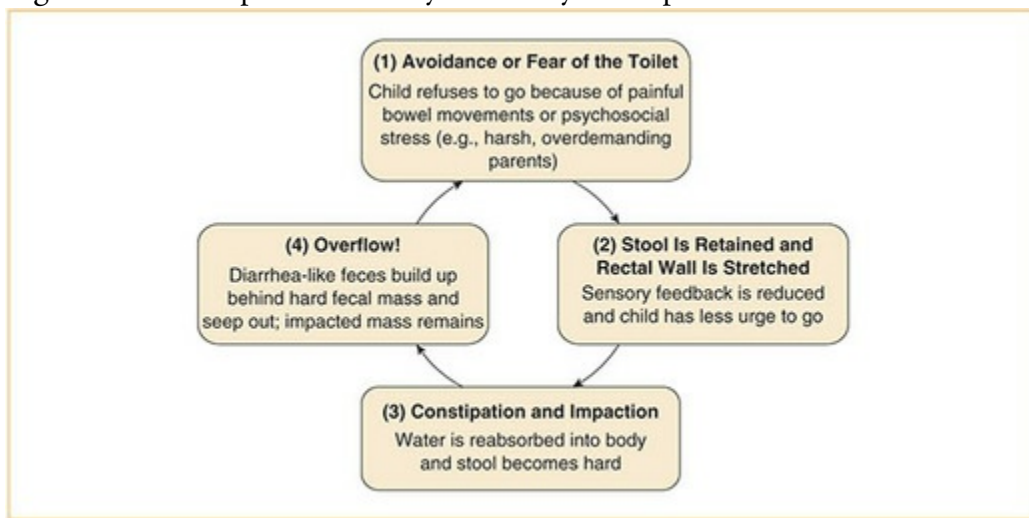 (1) Avoidance or Fear of the Toilet
Child refuses to go because of painful
bowel movements or psychosocial
stress (e.g., harsh, overdemanding
parents)
(2) Stool Is Retained and
Rectal Wall Is Stretched
Sensory feedback is reduced
and child has less urge to go
(3) Constipation and Impaction
Water is reabsorbed into body
and stool becomes hard
(4) Overflow!
Diarrhea-like feces build up
behind hard fecal mass and
seep out; impacted mass remains